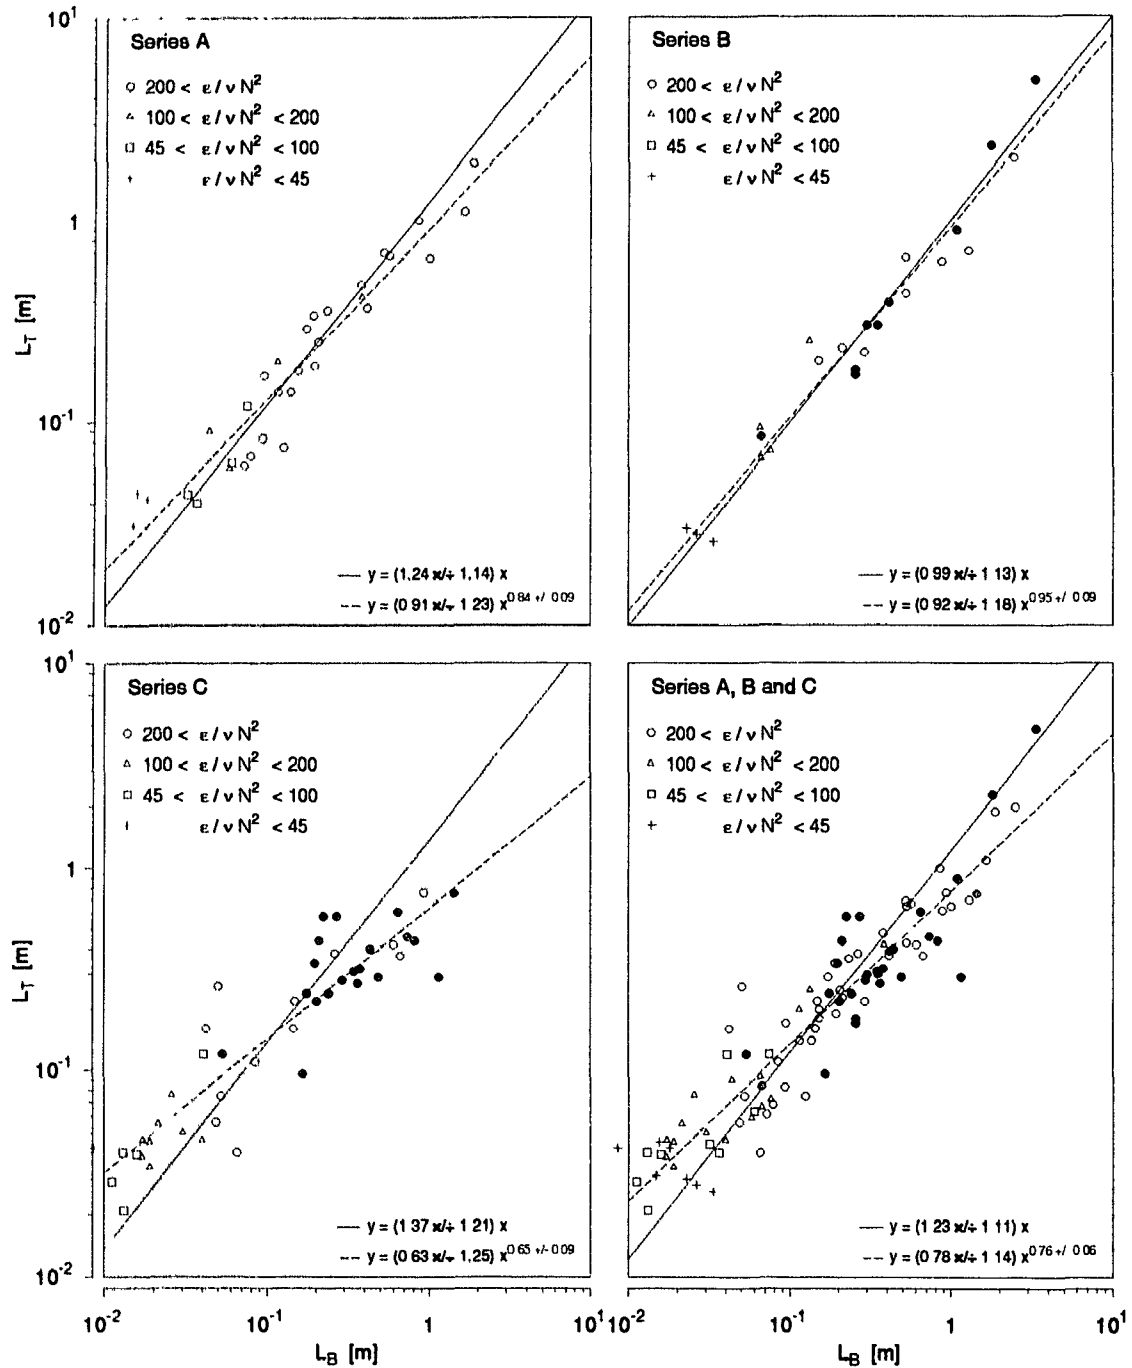 10¹
Series A
200 < ε / ν N²
100 < ε / ν N² < 200
45 < ε / ν N² < 100
ε / ν N² < 45
1
L_T [m]
10⁻¹
y = (1.24 x/÷ 1.14) x
y = (0.91 x/÷ 1 23) x^0 84 +/ 0 09
10⁻²
Series B
200 < ε / ν N²
100 < ε / ν N² < 200
45 < ε / ν N² < 100
ε / ν N² < 45
y = (0 99 x/÷ 1 13) x
y = (0 92 x/÷ 1 18) x^0 95 +/ 0 09
10¹
Series C
200 < ε / ν N²
100 < ε / ν N² < 200
45 < ε / ν N² < 100
ε / ν N² < 45
1
L_T [m]
10⁻¹
y = (1 37 x/÷ 1 21) x
y = (0 63 x/÷ 1.25) x^0 65 +/-0 09
10⁻²
Series A, B and C
200 < ε / ν N²
100 < ε / ν N² < 200
45 < ε / ν N² < 100
ε / ν N² < 45
y = (1 23 x/÷ 1 11) x
y = (0 78 x/÷ 1 14) x^0 76 +/ 0 06
10⁻² 10⁻¹ 1 10¹
L_B [m]
10⁻² 10⁻¹ 1 10¹
L_B [m]